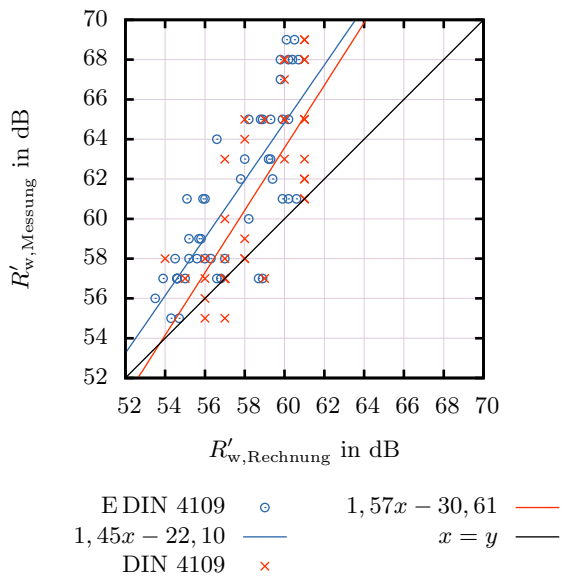 70
68
66
64
62
60
58
56
54
52
R′w,Messung in dB
52 54 56 58 60 62 64 66 68 70
R′w,Rechnung in dB
E DIN 4109
1,45x − 22,10
DIN 4109
1,57x − 30,61
x = y